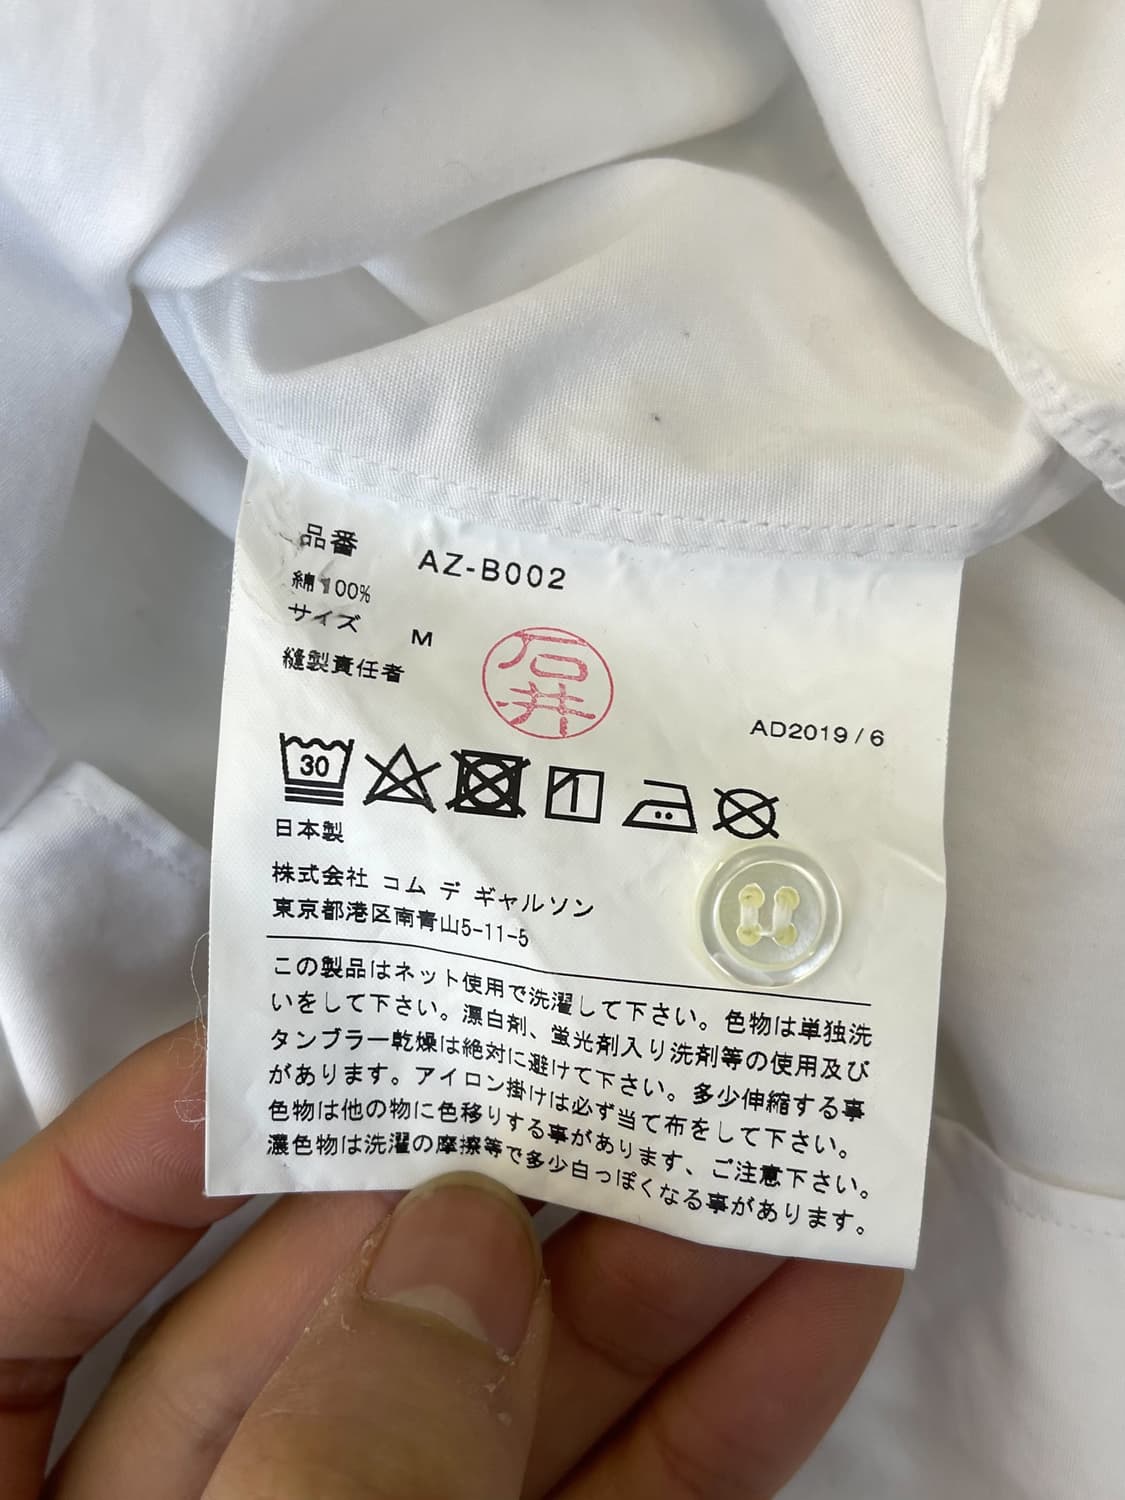 品番 AZ-B002
綿100%
サイズ M
縫製責任者
石井
AD2019/6
30
日本製
株式会社 コム デ ギャルソン
東京都港区南青山5-11-5
この製品はネット使用で洗濯して下さい。色物は単独洗
いをして下さい。漂白剤、蛍光剤入り洗剤等の使用及び
タンブラー乾燥は絶対に避けて下さい。多少伸縮する事
があります。アイロン掛けは必ず当て布をして下さい。
色物は他の物に色移りする事があります、ご注意下さい。
濃色物は洗濯の摩擦等で多少白っぽくなる事があります。